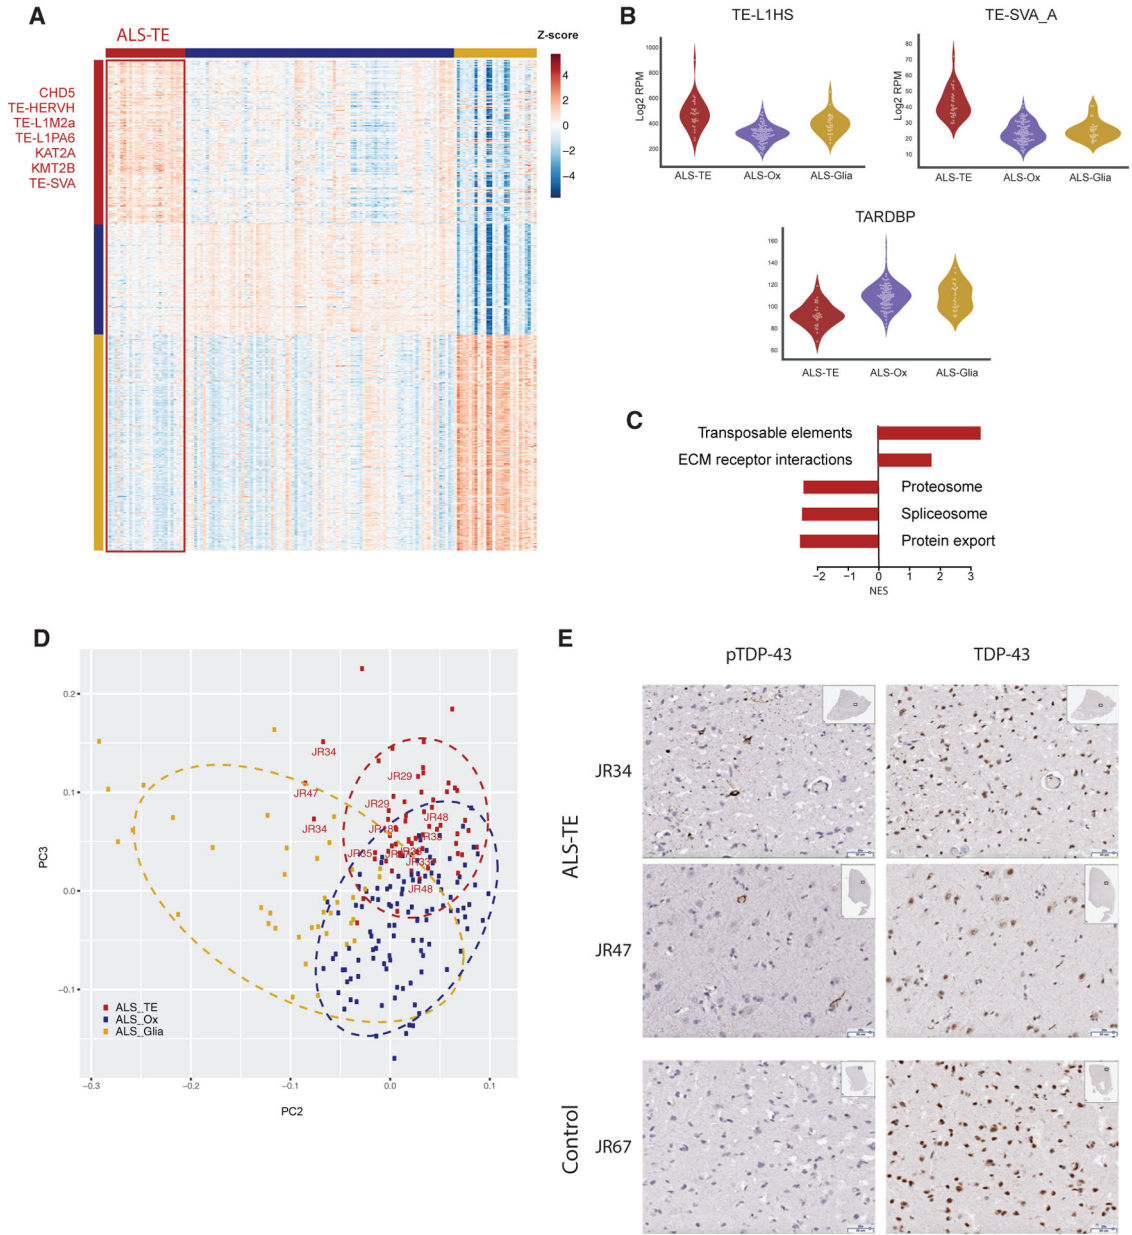 A
ALS-TE
Z-score
4
2
0
−2
−4
CHD5
TE-HERVH
TE-L1M2a
TE-L1PA6
KAT2A
KMT2B
TE-SVA
B
TE-L1HS
Log2 RPM
1000
800
600
400
200
ALS-TE
ALS-Ox
ALS-Glia
TE-SVA_A
Log2 RPM
80
70
60
50
40
30
20
10
ALS-TE
ALS-Ox
ALS-Glia
TARDBP
160
140
120
100
80
60
ALS-TE
ALS-Ox
ALS-Glia
C
Transposable elements
ECM receptor interactions
Proteosome
Spliceosome
Protein export
−2 −1 0 1 2 3
NES
D
PC3
0.2
0.1
0.0
−0.1
JR34
JR29
JR47
JR29
JR34
JR48
JR35
JR48
ALS_TE
ALS_Ox
ALS_Glia
−0.3 −0.2 −0.1 0.0 0.1
PC2
E
pTDP-43
TDP-43
ALS-TE
JR34
JR47
Control
JR67